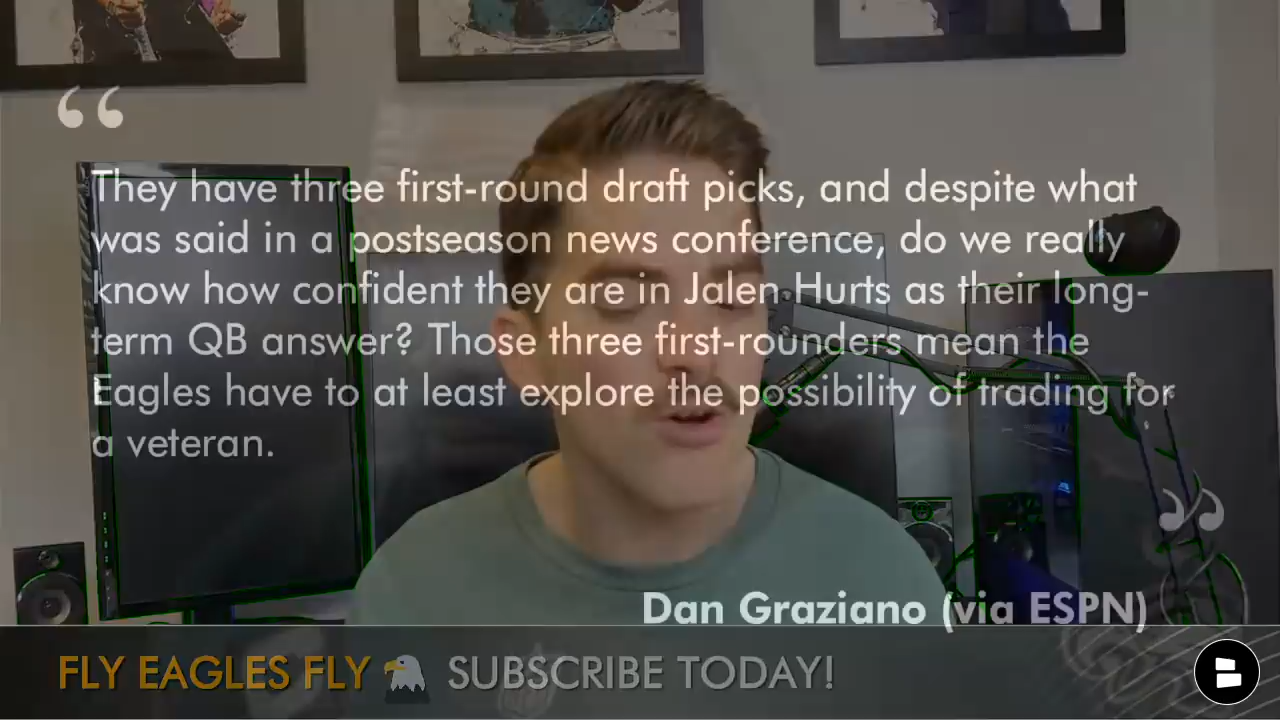 “
They have three first-round draft picks, and despite what
was said in a postseason news conference, do we really
know how confident they are in Jalen Hurts as their long-
term QB answer? Those three first-rounders mean the
Eagles have to at least explore the possibility of trading for
a veteran.
”
Dan Graziano (via ESPN)
FLY EAGLES FLY 🦅 SUBSCRIBE TODAY!